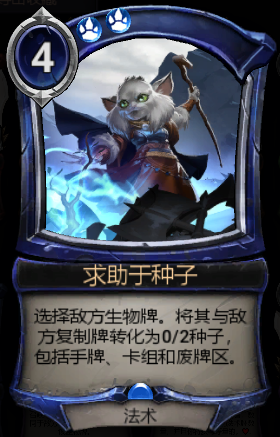 4
求助于种子
选择敌方生物牌。将其与敌
方复制牌转化为0/2种子，
包括手牌、卡组和废牌区。
法术